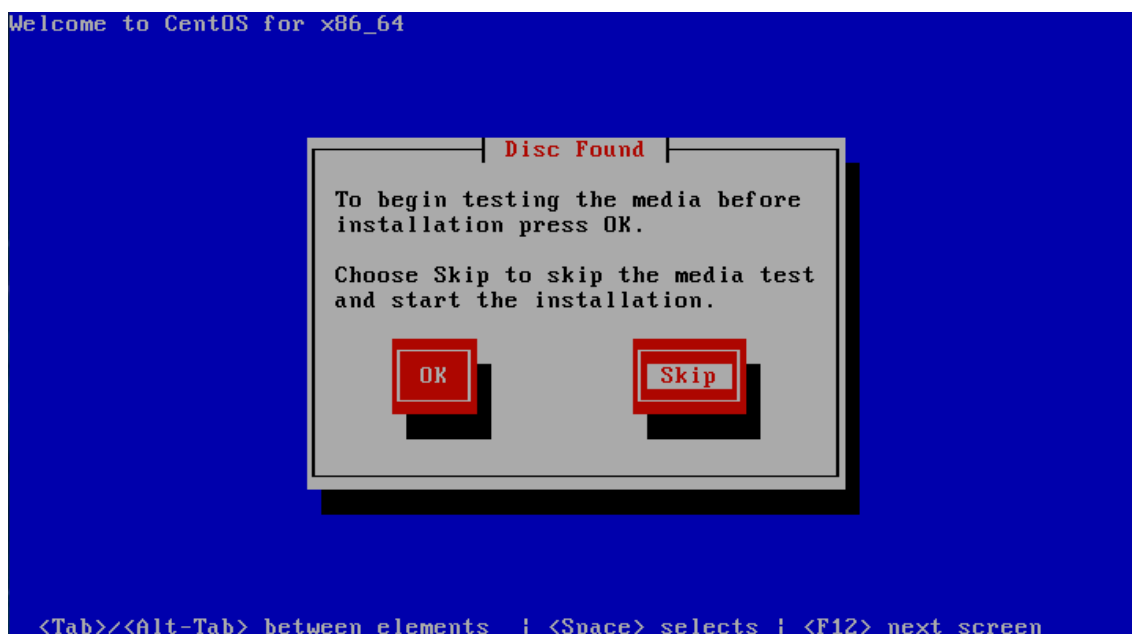 Welcome to CentOS for x86_64
Disc Found
To begin testing the media before
installation press OK.
Choose Skip to skip the media test
and start the installation.
OK
Skip
<Tab>/<Alt-Tab> between elements | <Space> selects | <F12> next screen